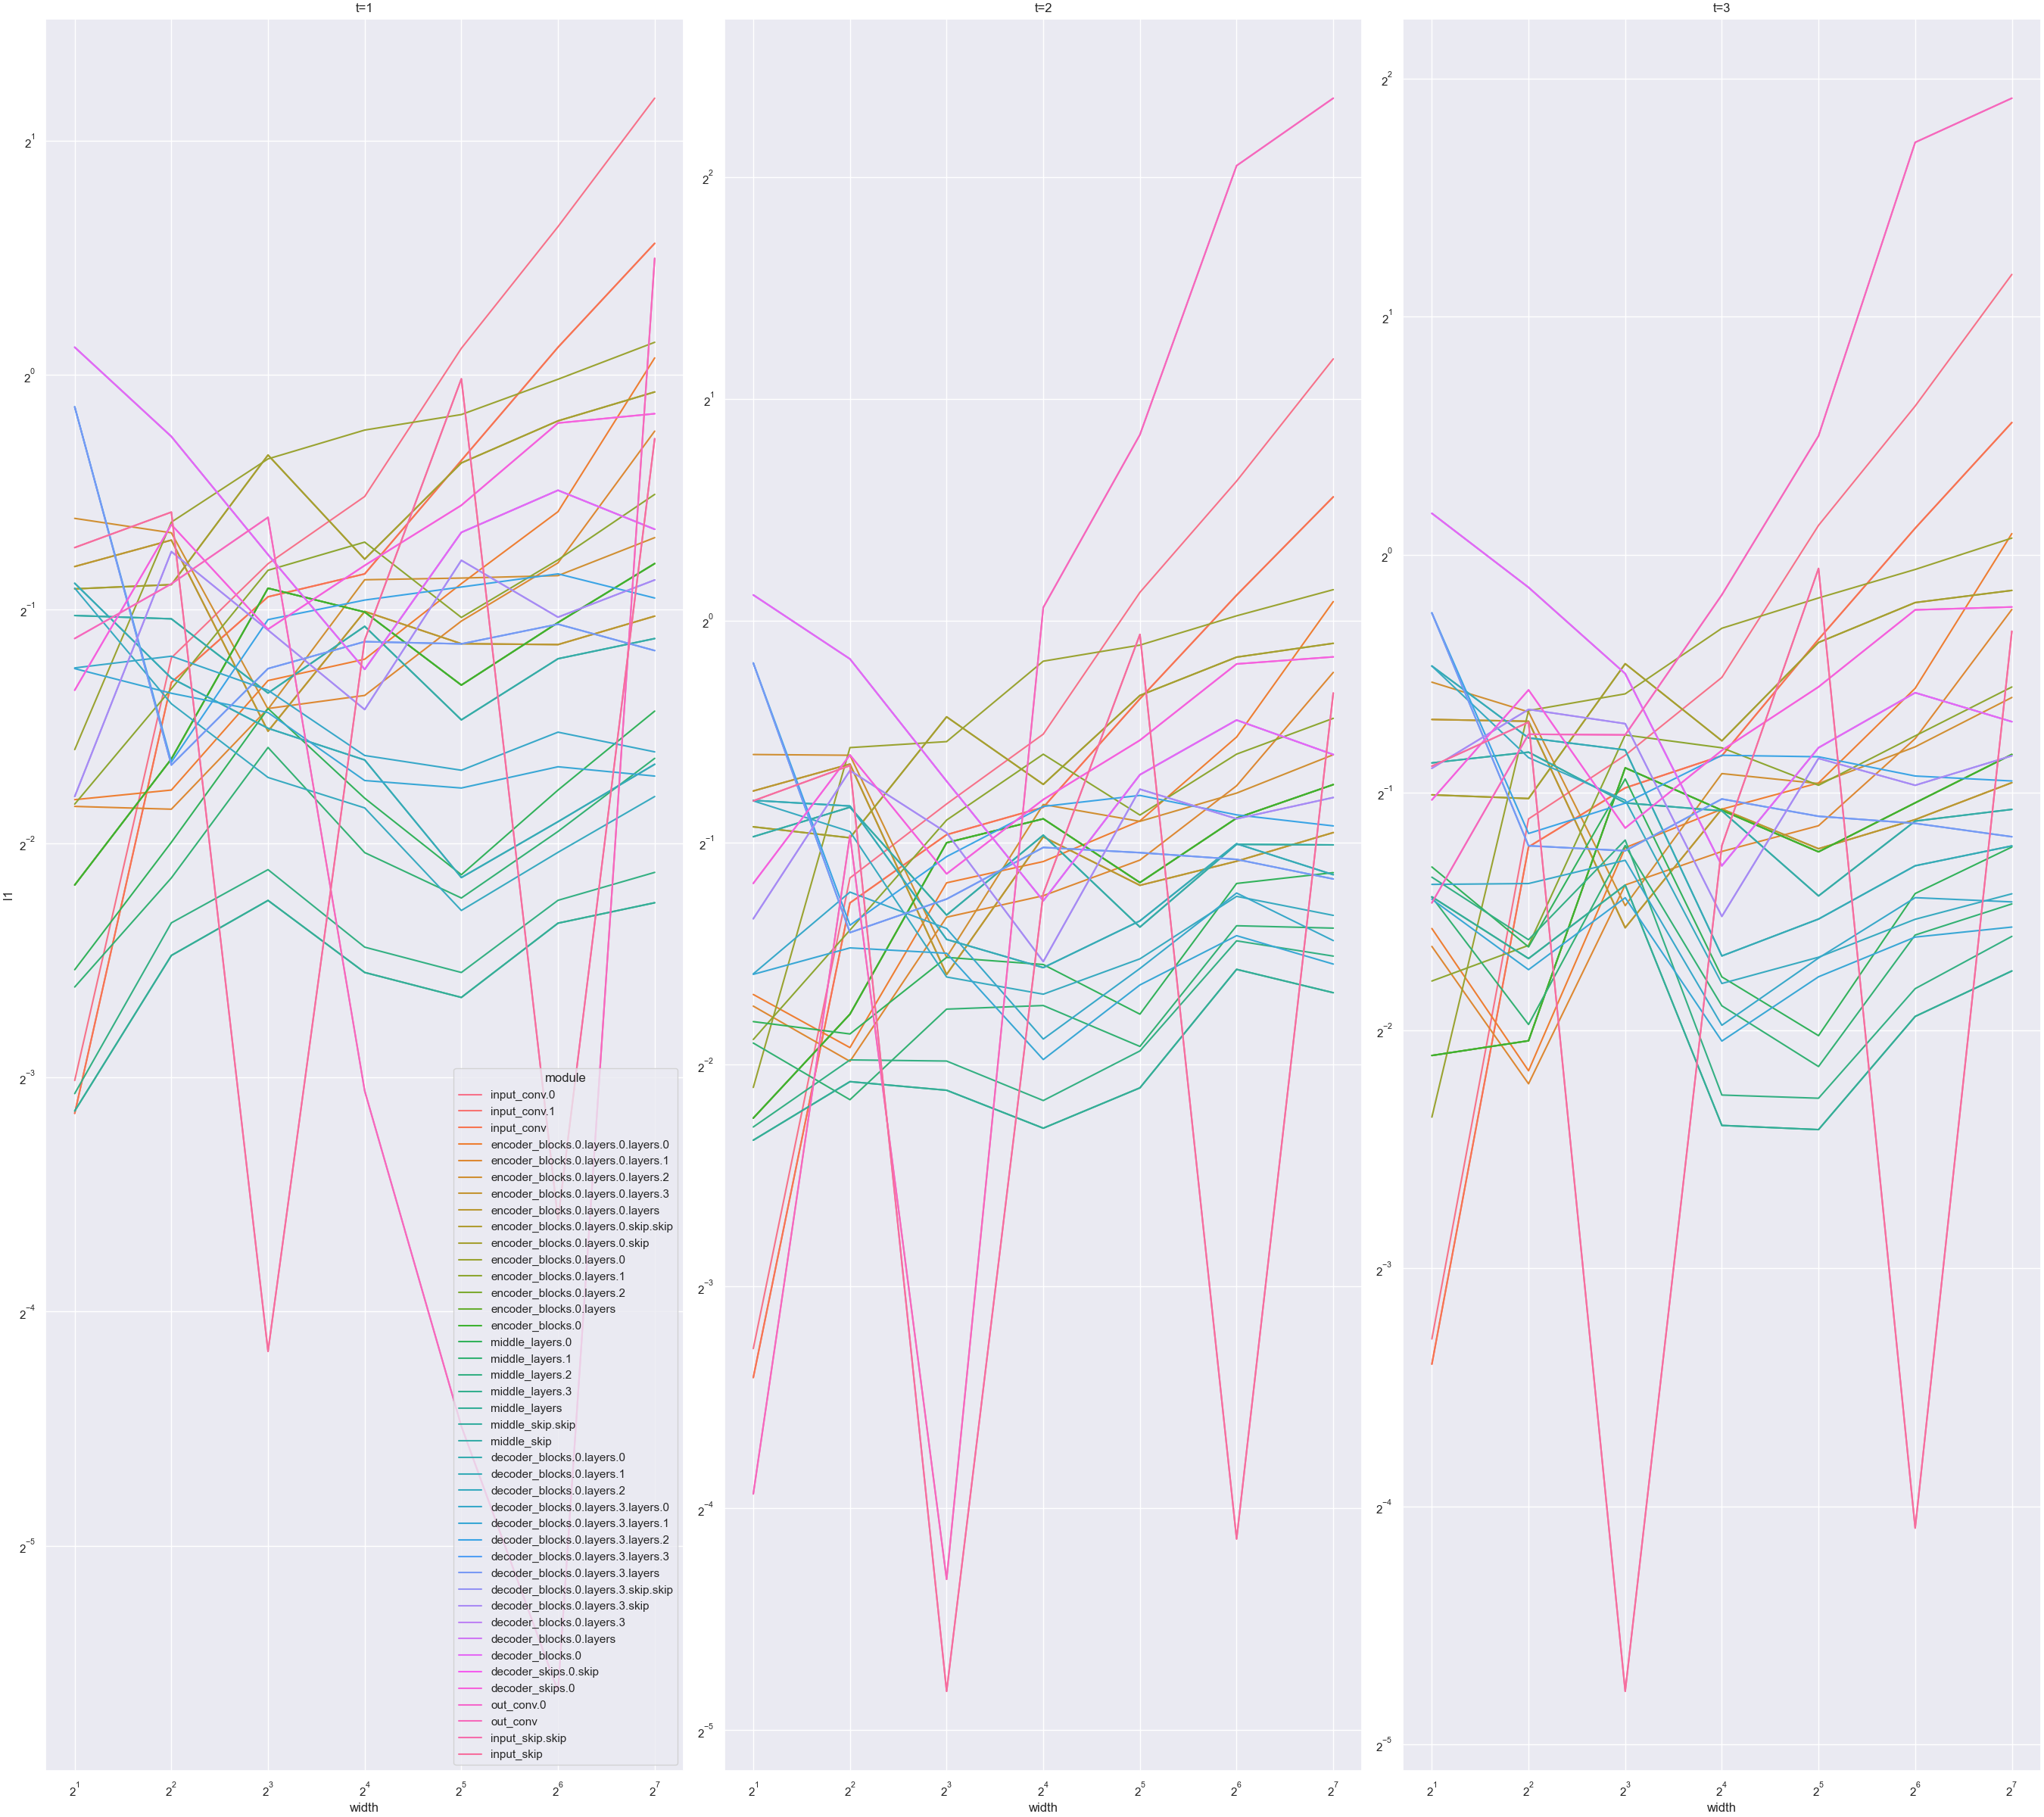 t=1
t=2
t=3
l1
2^1
2^0
2^-1
2^-2
2^-3
2^-4
2^-5
2^2
2^1
2^0
2^-1
2^-2
2^-3
2^-4
2^-5
2^2
2^1
2^0
2^-1
2^-2
2^-3
2^-4
2^-5
module
input_conv.0
input_conv.1
input_conv
encoder_blocks.0.layers.0.layers.0
encoder_blocks.0.layers.0.layers.1
encoder_blocks.0.layers.0.layers.2
encoder_blocks.0.layers.0.layers.3
encoder_blocks.0.layers.0.layers
encoder_blocks.0.layers.0.skip.skip
encoder_blocks.0.layers.0.skip
encoder_blocks.0.layers.0
encoder_blocks.0.layers.1
encoder_blocks.0.layers.2
encoder_blocks.0.layers
encoder_blocks.0
middle_layers.0
middle_layers.1
middle_layers.2
middle_layers.3
middle_layers
middle_skip.skip
middle_skip
decoder_blocks.0.layers.0
decoder_blocks.0.layers.1
decoder_blocks.0.layers.2
decoder_blocks.0.layers.3.layers.0
decoder_blocks.0.layers.3.layers.1
decoder_blocks.0.layers.3.layers.2
decoder_blocks.0.layers.3.layers.3
decoder_blocks.0.layers.3.layers
decoder_blocks.0.layers.3.skip.skip
decoder_blocks.0.layers.3.skip
decoder_blocks.0.layers.3
decoder_blocks.0.layers
decoder_blocks.0
decoder_skips.0.skip
decoder_skips.0
out_conv.0
out_conv
input_skip.skip
input_skip
2^1 2^2 2^3 2^4 2^5 2^6 2^7
width
2^1 2^2 2^3 2^4 2^5 2^6 2^7
width
2^1 2^2 2^3 2^4 2^5 2^6 2^7
width